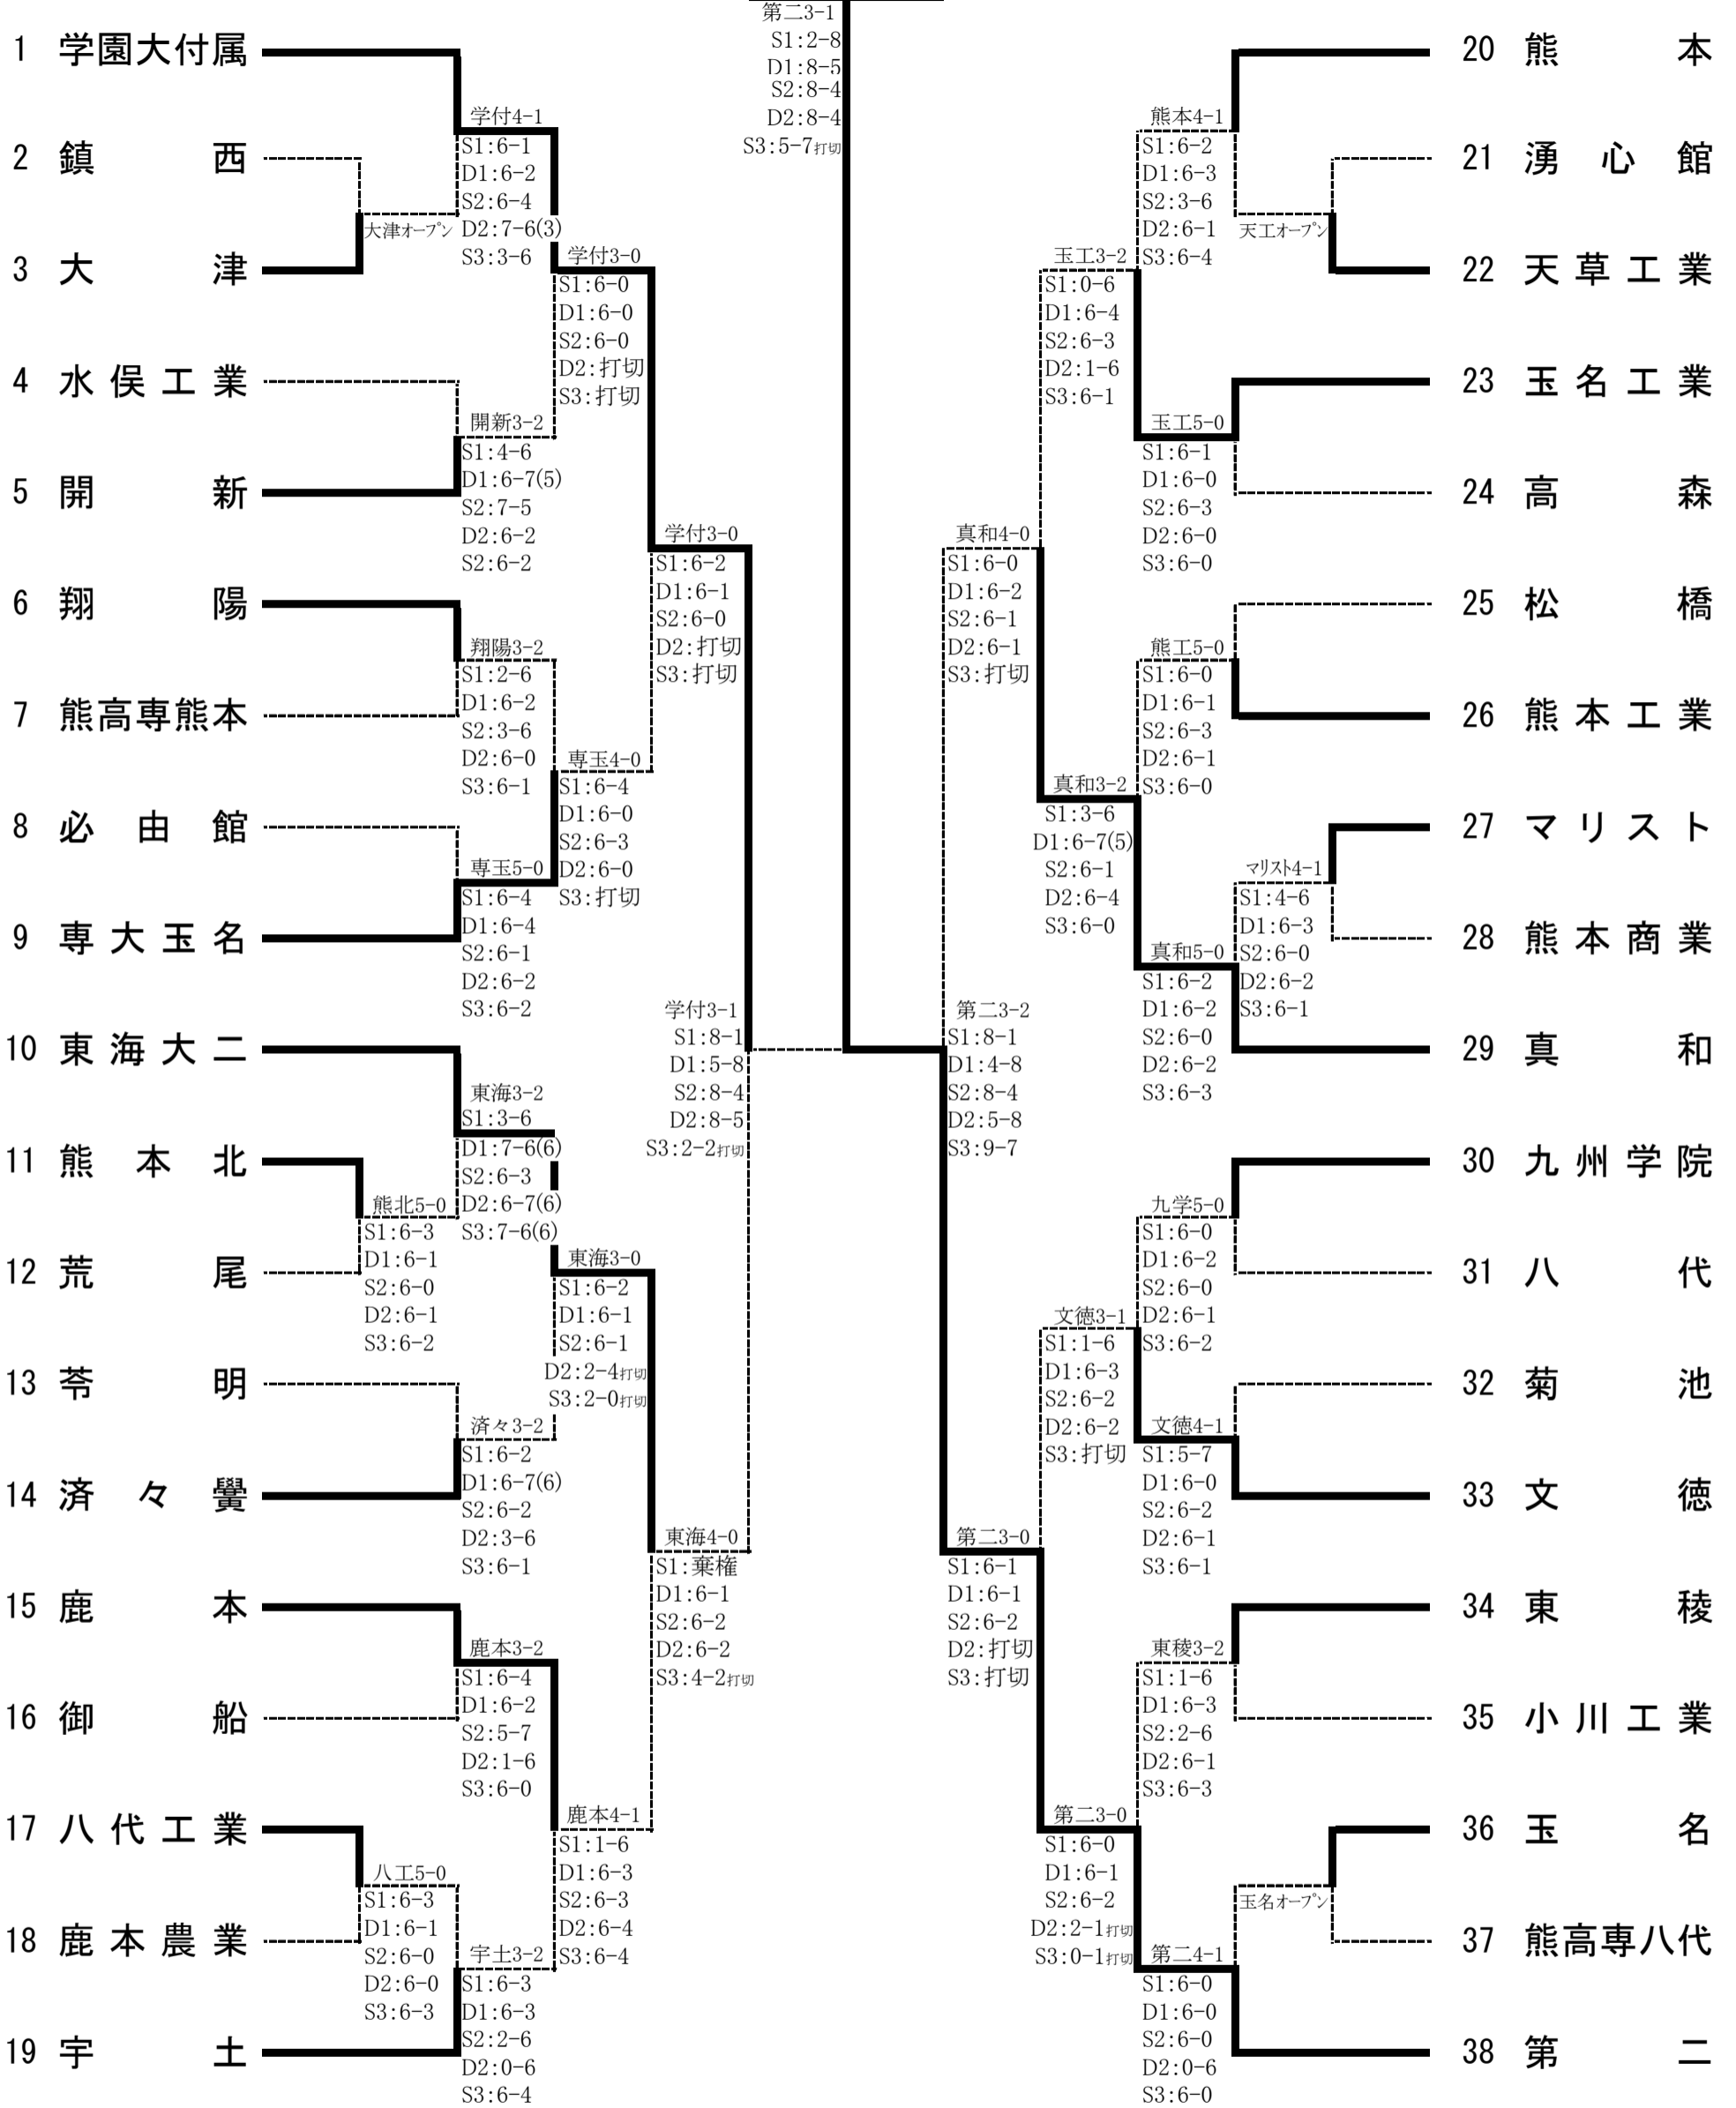 第二3-1
S1:2-8
D1:8-5
S2:8-4
D2:8-4
S3:5-7打切
1 学園大付属
2 鎮西
3 大津
4 水俣工業
5 開新
6 翔陽
7 熊高専熊本
8 必由館
9 専大玉名
10 東海大二
11 熊本北
12 荒尾
13 苓明
14 済々黌
15 鹿本
16 御船
17 八代工業
18 鹿本農業
19 宇土
大津オープン
熊北5-0
S1:6-3
D1:6-1
S2:6-0
D2:6-1
S3:6-2
八工5-0
S1:6-3
D1:6-1
S2:6-0
D2:6-0
S3:6-3
学付4-1
S1:6-1
D1:6-2
S2:6-4
D2:7-6(3)
S3:3-6
開新3-2
S1:4-6
D1:6-7(5)
S2:7-5
D2:6-2
S2:6-2
翔陽3-2
S1:2-6
D1:6-2
S2:3-6
D2:6-0
S3:6-1
専玉5-0
S1:6-4
D1:6-4
S2:6-1
D2:6-2
S3:6-2
東海3-2
S1:3-6
D1:7-6(6)
S2:6-3
D2:6-7(6)
S3:7-6(6)
済々3-2
S1:6-2
D1:6-7(6)
S2:6-2
D2:3-6
S3:6-1
鹿本3-2
S1:6-4
D1:6-2
S2:5-7
D2:1-6
S3:6-0
宇土3-2
S1:6-3
D1:6-3
S2:2-6
D2:0-6
S3:6-4
学付3-0
S1:6-0
D1:6-0
S2:6-0
D2:打切
S3:打切
専玉4-0
S1:6-4
D1:6-0
S2:6-3
D2:6-0
S3:打切
東海3-0
S1:6-2
D1:6-1
S2:6-1
D2:2-4打切
S3:2-0打切
鹿本4-1
S1:1-6
D1:6-3
S2:6-3
D2:6-4
S3:6-4
学付3-0
S1:6-2
D1:6-1
S2:6-0
D2:打切
S3:打切
東海4-0
S1:棄権
D1:6-1
S2:6-2
D2:6-2
S3:4-2打切
学付3-1
S1:8-1
D1:5-8
S2:8-4
D2:8-5
S3:2-2打切
第二3-2
S1:8-1
D1:4-8
S2:8-4
D2:5-8
S3:9-7
真和4-0
S1:6-0
D1:6-2
S2:6-1
D2:6-1
S3:打切
第二3-0
S1:6-1
D1:6-1
S2:6-2
D2:打切
S3:打切
玉工3-2
S1:0-6
D1:6-4
S2:6-3
D2:1-6
S3:6-1
真和3-2
S1:3-6
D1:6-7(5)
S2:6-1
D2:6-4
S3:6-0
文徳3-1
S1:1-6
D1:6-3
S2:6-2
D2:6-2
S3:打切
第二3-0
S1:6-0
D1:6-1
S2:6-2
D2:2-1打切
S3:0-1打切
熊本4-1
S1:6-2
D1:6-3
S2:3-6
D2:6-1
S3:6-4
玉工5-0
S1:6-1
D1:6-0
S2:6-3
D2:6-0
S3:6-0
熊工5-0
S1:6-0
D1:6-1
S2:6-3
D2:6-1
S3:6-0
真和5-0
S1:6-2
D1:6-2
S2:6-0
D2:6-2
S3:6-3
九学5-0
S1:6-0
D1:6-2
S2:6-0
D2:6-1
S3:6-2
文徳4-1
S1:5-7
D1:6-0
S2:6-2
D2:6-1
S3:6-1
東稜3-2
S1:1-6
D1:6-3
S2:2-6
D2:6-1
S3:6-3
第二4-1
S1:6-0
D1:6-0
S2:6-0
D2:0-6
S3:6-0
天工オープン
マリスト4-1
S1:4-6
D1:6-3
S2:6-0
D2:6-2
S3:6-1
玉名オープン
20 熊本
21 湧心館
22 天草工業
23 玉名工業
24 高森
25 松橋
26 熊本工業
27 マリスト
28 熊本商業
29 真和
30 九州学院
31 八代
32 菊池
33 文徳
34 東稜
35 小川工業
36 玉名
37 熊高専八代
38 第二